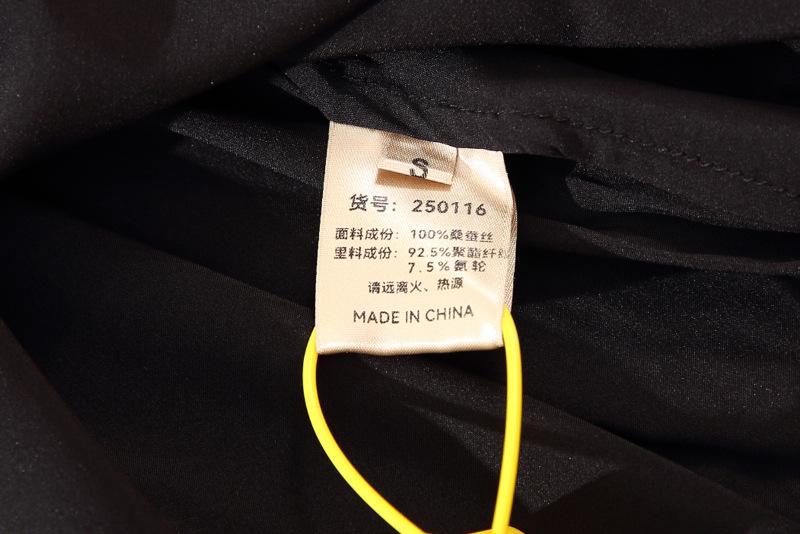 S
货号：250116
面料成份：100%桑蚕丝
里料成份：92.5%聚酯纤
7.5%氨轮
请远离火、热源
MADE IN CHINA